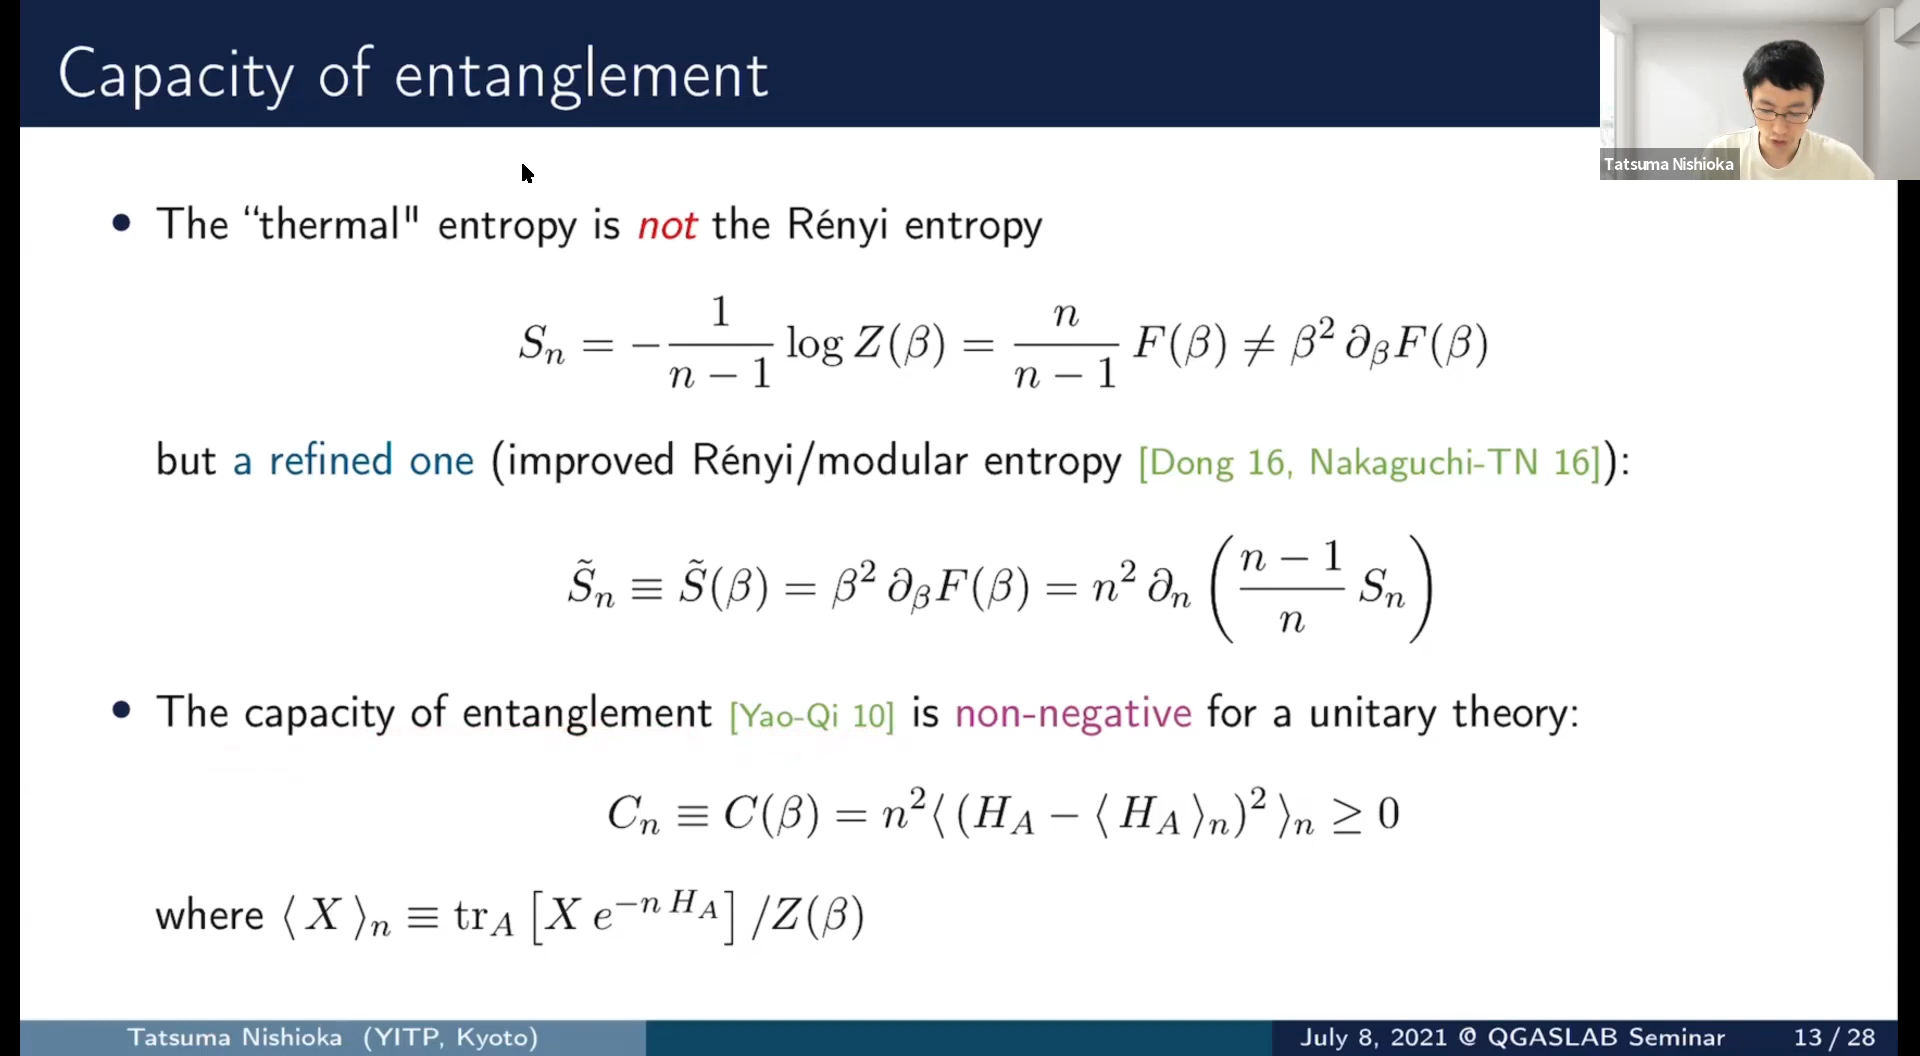 Capacity of entanglement
Tatsuma Nishioka
• The “thermal" entropy is not the Rényi entropy
S_n = −\frac{1}{n − 1} log Z(β) = \frac{n}{n − 1} F(β) ≠ β² ∂_β F(β)
but a refined one (improved Rényi/modular entropy [Dong 16, Nakaguchi-TN 16]):
S̃_n ≡ S̃(β) = β² ∂_β F(β) = n² ∂_n (\frac{n − 1}{n} S_n)
• The capacity of entanglement [Yao-Qi 10] is non-negative for a unitary theory:
C_n ≡ C(β) = n²⟨ (H_A − ⟨ H_A ⟩_n)² ⟩_n ≥ 0
where ⟨ X ⟩_n ≡ tr_A [X e^{−n H_A}] /Z(β)
Tatsuma Nishioka (YITP, Kyoto)
July 8, 2021 @ QGASLAB Seminar
13 / 28